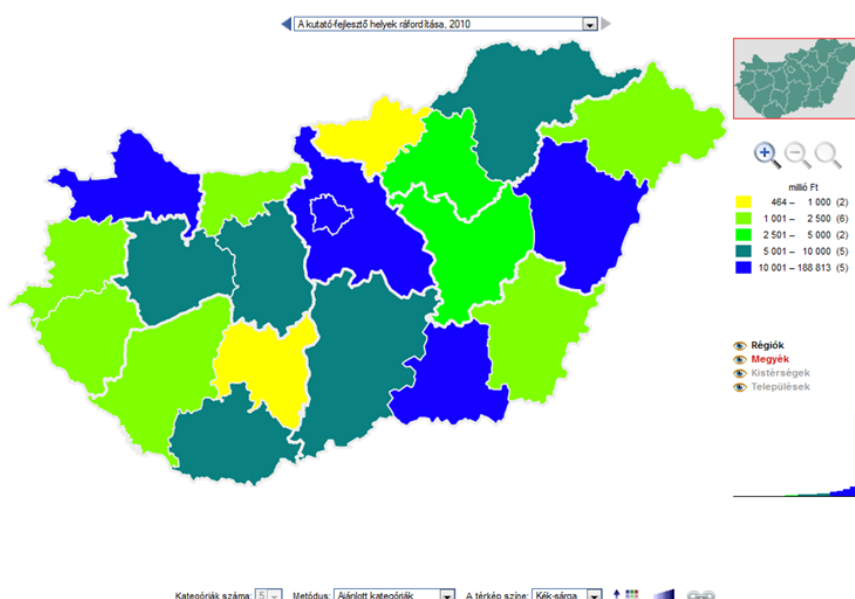 A kutató-fejlesztő helyek ráfordítása, 2010
millió Ft
464 – 1 000 (2)
1 001 – 2 500 (6)
2 501 – 5 000 (2)
5 001 – 10 000 (5)
10 001 – 188 813 (5)
Régiók
Megyék
Kistérségek
Települések
Kategóriák száma: 5
Metódus: Ajánlott kategóriák
A térkép színe: Kék-sárga